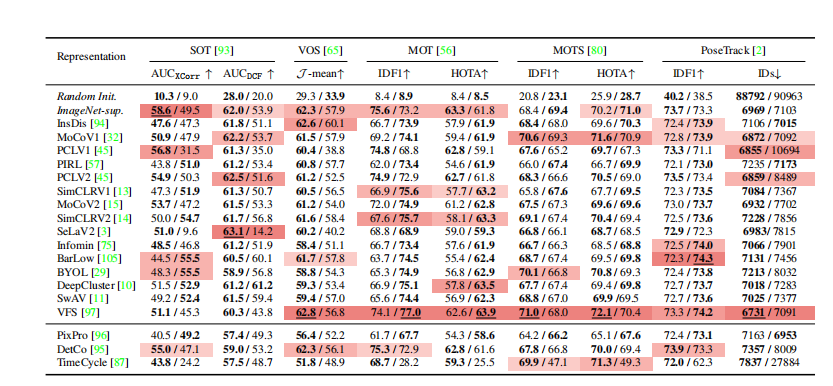 Representation SOT [93] VOS [65] MOT [56] MOTS [80] PoseTrack [2]
AUC_XCorr ↑ AUC_DCF ↑ J-mean↑ IDF1↑ HOTA↑ IDF1↑ HOTA↑ IDF1↑ IDs↓
Random Init. 10.3 / 9.0 28.0 / 20.0 29.3 / 33.9 8.4 / 8.9 8.4 / 8.5 20.8 / 23.1 25.9 / 28.7 40.2 / 38.5 88792 / 90963
ImageNet-sup. 58.6 / 49.5 62.0 / 53.9 62.3 / 57.9 75.6 / 73.2 63.3 / 61.8 68.4 / 69.4 70.2 / 71.0 73.7 / 73.3 6969 / 7103
InsDis [94] 47.6 / 47.3 61.8 / 51.1 62.6 / 60.1 66.7 / 73.9 57.9 / 61.9 68.4 / 68.0 69.6 / 70.3 72.4 / 73.9 7106 / 7015
MoCoV1 [32] 50.9 / 47.9 62.2 / 53.7 61.5 / 57.9 69.2 / 74.1 59.4 / 61.9 70.6 / 69.3 71.6 / 70.9 72.8 / 73.9 6872 / 7092
PCLV1 [45] 56.8 / 31.5 61.3 / 35.0 60.4 / 38.8 74.8 / 68.8 62.8 / 59.1 67.6 / 65.2 69.7 / 67.3 73.3 / 71.1 6855 / 10694
PIRL [57] 43.8 / 51.0 61.2 / 53.4 60.8 / 57.7 62.0 / 73.4 54.6 / 61.9 66.0 / 67.4 66.7 / 69.9 72.1 / 73.0 7235 / 7173
PCLV2 [45] 54.9 / 50.3 62.5 / 51.6 61.2 / 52.5 74.9 / 72.9 62.7 / 61.8 68.3 / 66.6 70.5 / 69.0 73.5 / 73.4 6859 / 8489
SimCLRV1 [13] 47.3 / 51.9 61.3 / 50.7 60.5 / 56.5 66.9 / 75.6 57.7 / 63.2 65.8 / 67.6 67.7 / 69.5 72.3 / 73.5 7084 / 7367
MoCoV2 [15] 53.7 / 47.2 61.5 / 53.3 61.2 / 54.0 72.0 / 74.9 61.2 / 62.8 67.5 / 67.3 69.6 / 69.6 73.0 / 73.7 6932 / 7702
SimCLRV2 [14] 50.0 / 54.7 61.7 / 56.8 61.6 / 58.4 67.6 / 75.7 58.1 / 63.3 69.1 / 67.4 70.4 / 69.4 72.5 / 73.6 7228 / 7856
SeLaV2 [3] 51.0 / 9.6 63.1 / 14.2 60.2 / 40.2 68.8 / 68.9 59.0 / 59.3 66.8 / 66.1 68.7 / 68.5 72.9 / 72.3 6983/ 7815
Infomin [75] 48.5 / 46.8 61.2 / 51.9 58.4 / 51.1 66.7 / 73.4 57.6 / 61.9 66.7 / 66.3 68.5 / 68.8 72.5 / 74.0 7066 / 7901
BarLow [105] 44.5 / 55.5 60.5 / 60.1 61.7 / 57.8 63.7 / 74.5 55.4 / 62.4 68.7 / 67.4 69.5 / 69.8 72.3 / 74.3 7131 / 7456
BYOL [29] 48.3 / 55.5 58.9 / 56.8 58.8 / 54.3 65.3 / 74.9 56.8 / 62.9 70.1 / 66.8 70.8 / 69.3 72.4 / 73.8 7213 / 8032
DeepCluster [10] 51.5 / 52.9 61.2 / 61.2 59.3 / 53.4 66.9 / 75.1 57.8 / 63.5 67.7 / 67.4 69.4 / 69.8 72.7 / 73.7 7018 / 7283
SwAV [11] 49.2 / 52.4 61.5 / 59.4 59.4 / 57.0 65.6 / 74.4 56.9 / 62.3 68.8 / 67.0 69.9 /69.5 72.7 / 73.6 7025 / 7377
VFS [97] 51.1 / 45.3 60.3 / 43.8 62.8 / 56.8 74.1 / 77.0 62.6 / 63.9 71.0 / 68.0 72.1 / 70.4 73.3 / 74.2 6731 / 7091
PixPro [96] 40.5 / 49.2 57.4 / 49.3 56.4 / 52.2 61.7 / 67.7 54.3 / 58.6 64.2 / 66.2 65.1 / 67.6 72.4 / 73.1 7163 / 6953
DetCo [95] 55.0 / 47.1 59.0 / 53.2 62.3 / 56.1 75.3 / 72.9 62.8 / 61.6 67.8 / 66.8 70.0 / 69.4 73.9 / 73.3 7357 / 8009
TimeCycle [87] 43.8 / 24.2 57.5 / 48.7 51.8 / 48.9 68.7 / 28.2 59.3 / 25.5 69.9 / 47.1 71.3 / 49.3 72.0 / 62.3 7837 / 27884